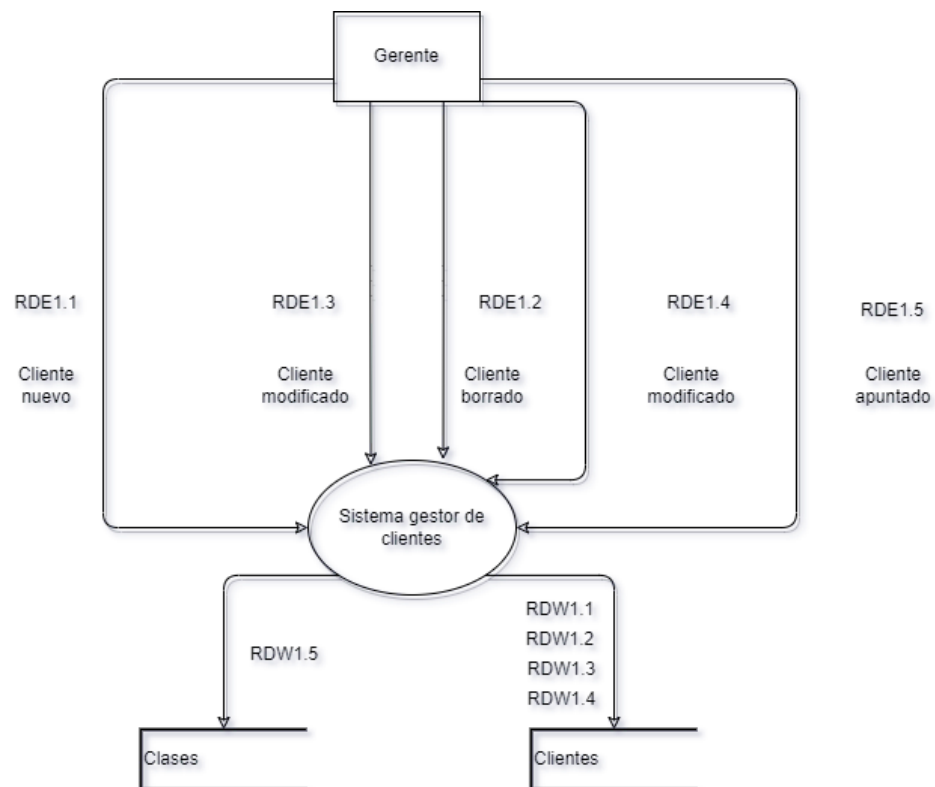 Gerente
RDE1.1
RDE1.3
RDE1.2
RDE1.4
RDE1.5
Cliente
nuevo
Cliente
modificado
Cliente
borrado
Cliente
modificado
Cliente
apuntado
Sistema gestor de
clientes
RDW1.5
RDW1.1
RDW1.2
RDW1.3
RDW1.4
Clases
Clientes